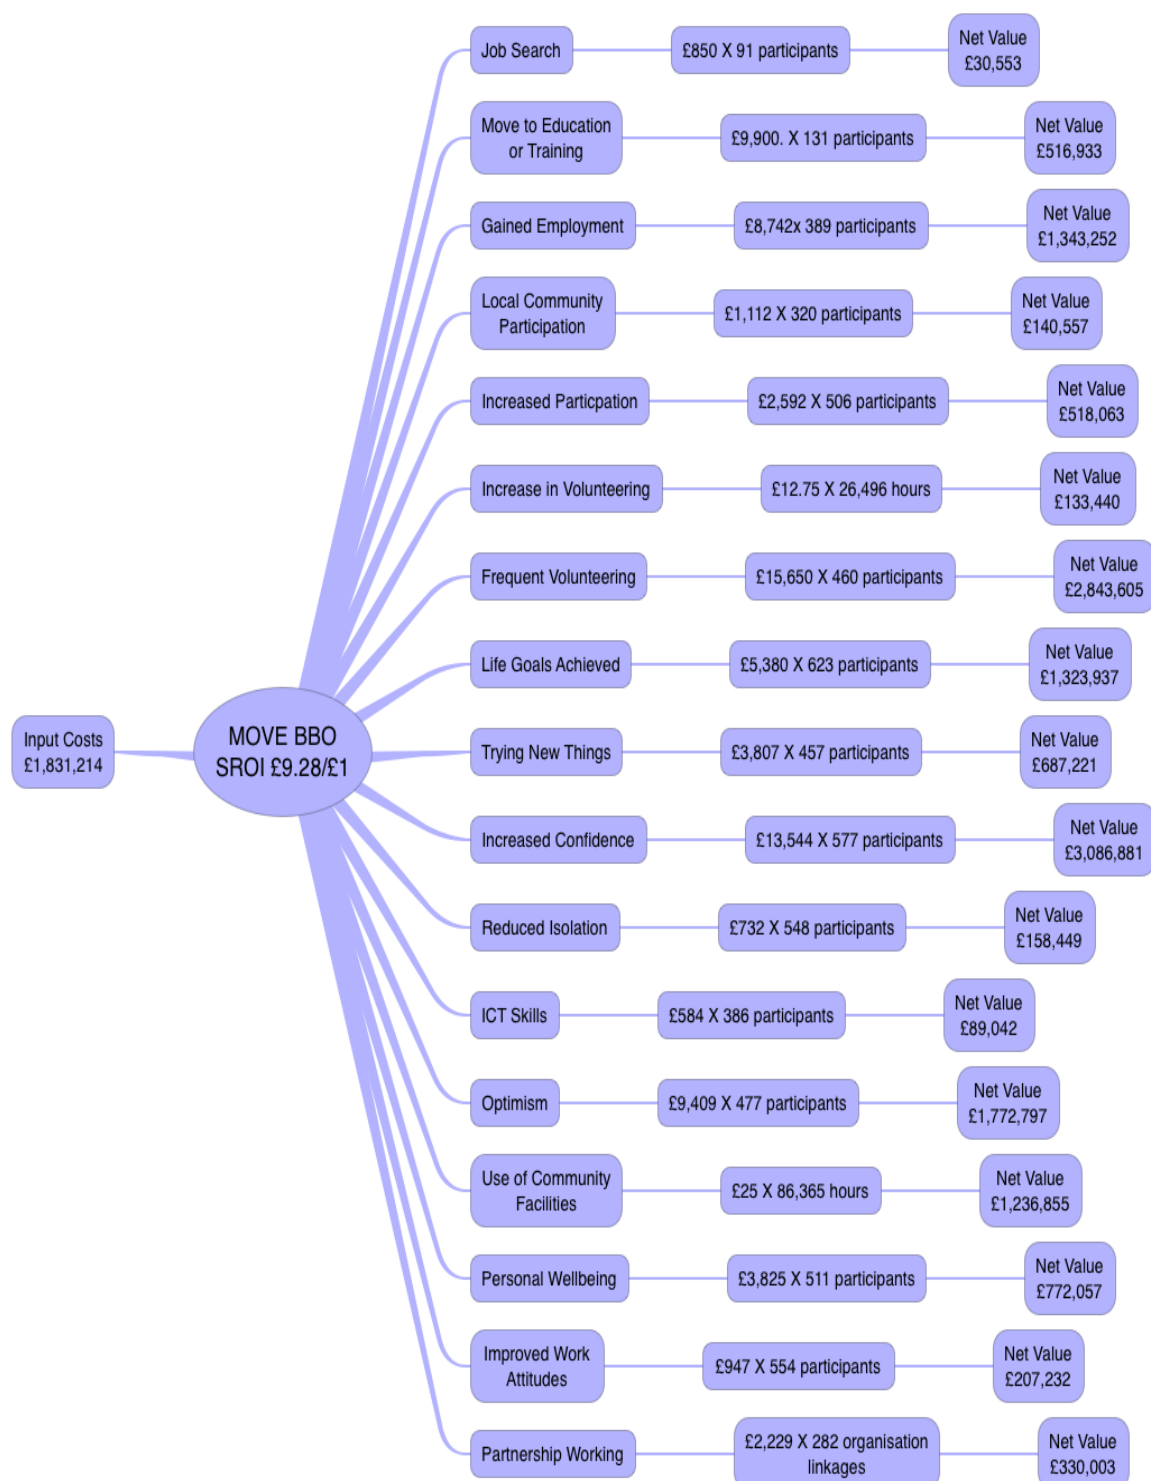 Job Search
£850 X 91 participants
Net Value
£30,553
Move to Education
or Training
£9,900. X 131 participants
Net Value
£516,933
Gained Employment
£8,742x 389 participants
Net Value
£1,343,252
Local Community
Participation
£1,112 X 320 participants
Net Value
£140,557
Increased Particpation
£2,592 X 506 participants
Net Value
£518,063
Increase in Volunteering
£12.75 X 26,496 hours
Net Value
£133,440
Frequent Volunteering
£15,650 X 460 participants
Net Value
£2,843,605
Life Goals Achieved
£5,380 X 623 participants
Net Value
£1,323,937
Input Costs
£1,831,214
MOVE BBO
SROI £9.28/£1
Trying New Things
£3,807 X 457 participants
Net Value
£687,221
Increased Confidence
£13,544 X 577 participants
Net Value
£3,086,881
Reduced Isolation
£732 X 548 participants
Net Value
£158,449
ICT Skills
£584 X 386 participants
Net Value
£89,042
Optimism
£9,409 X 477 participants
Net Value
£1,772,797
Use of Community
Facilities
£25 X 86,365 hours
Net Value
£1,236,855
Personal Wellbeing
£3,825 X 511 participants
Net Value
£772,057
Improved Work
Attitudes
£947 X 554 participants
Net Value
£207,232
Partnership Working
£2,229 X 282 organisation
linkages
Net Value
£330,003